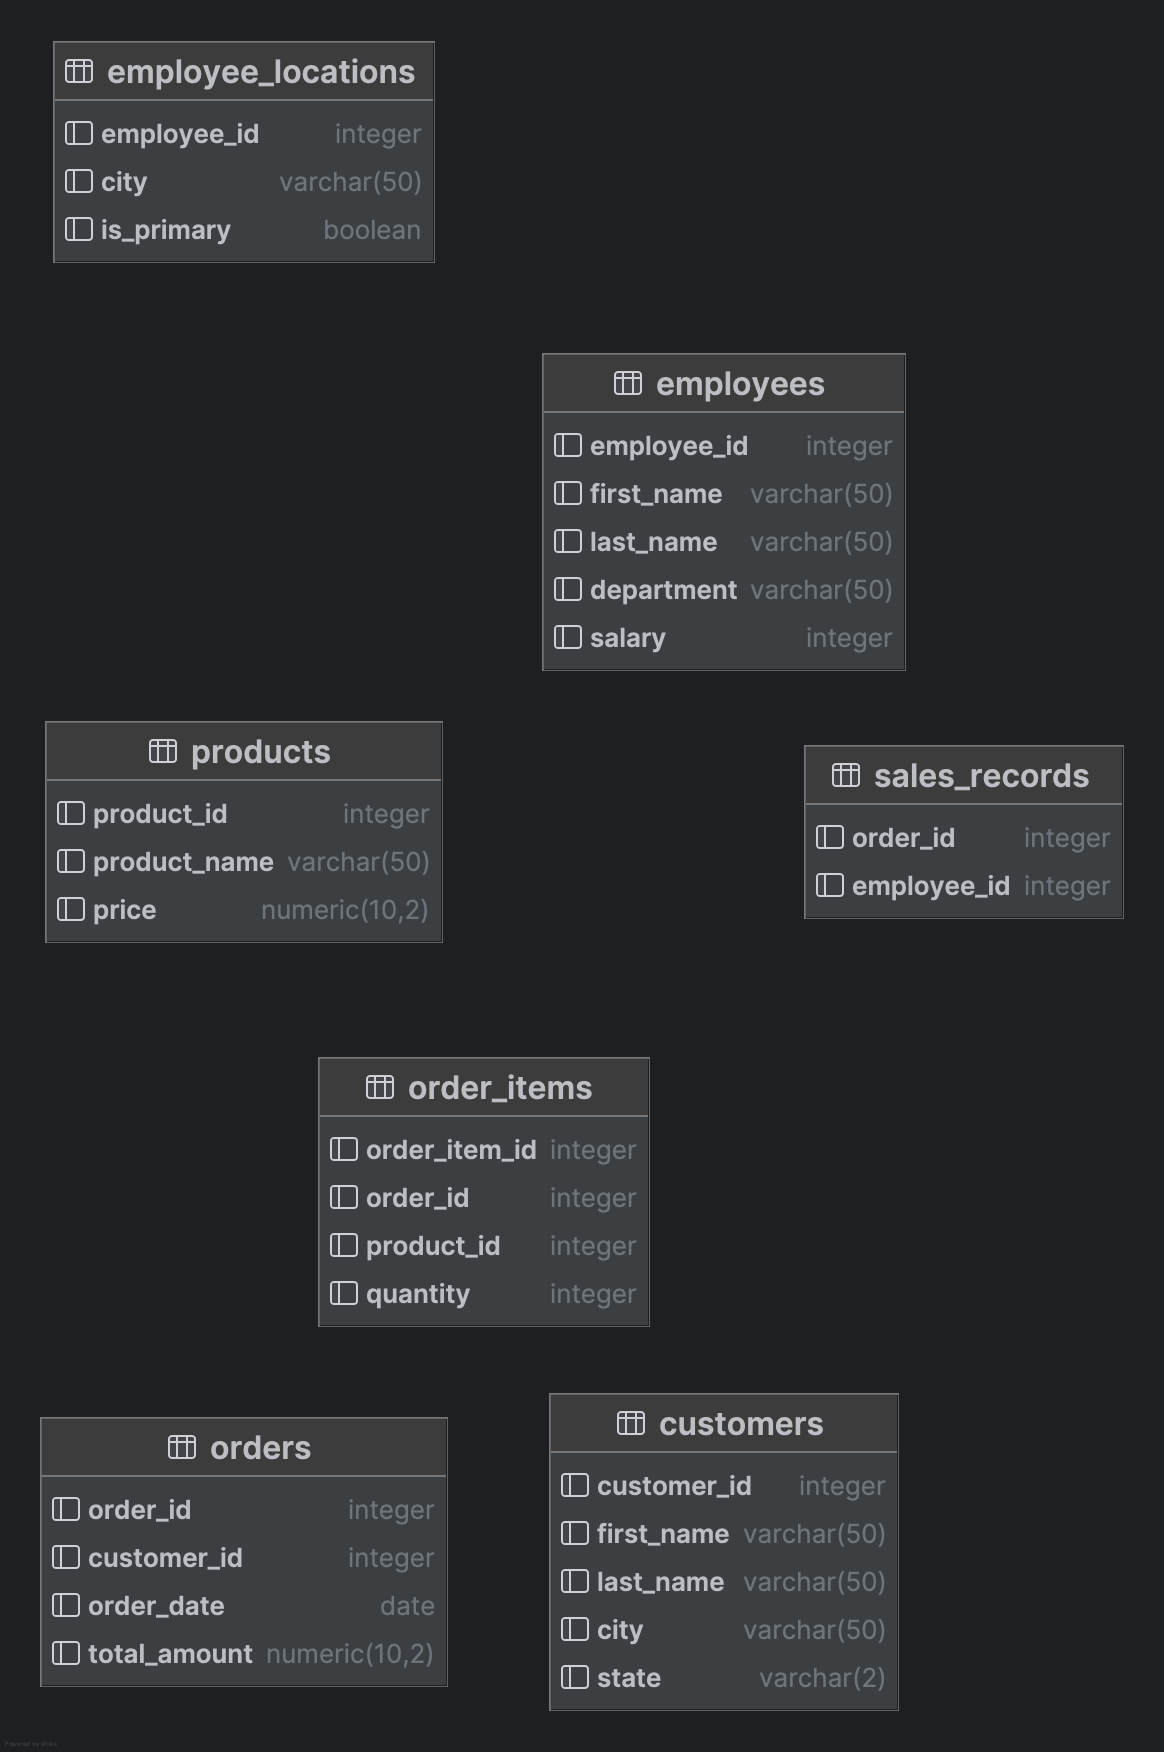 employee_locations
employee_id integer
city varchar(50)
is_primary boolean
employees
employee_id integer
first_name varchar(50)
last_name varchar(50)
department varchar(50)
salary integer
products
product_id integer
product_name varchar(50)
price numeric(10,2)
sales_records
order_id integer
employee_id integer
order_items
order_item_id integer
order_id integer
product_id integer
quantity integer
orders
order_id integer
customer_id integer
order_date date
total_amount numeric(10,2)
customers
customer_id integer
first_name varchar(50)
last_name varchar(50)
city varchar(50)
state varchar(2)
Powered by yFiles